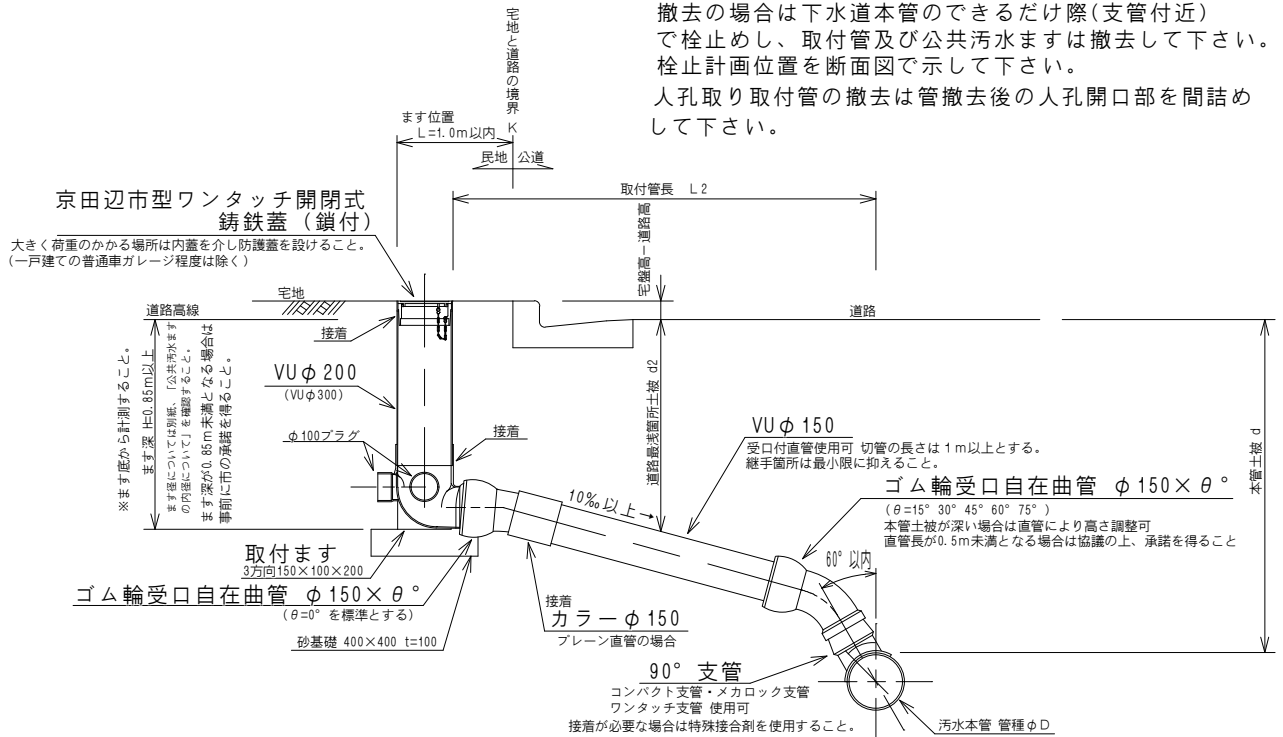 撤去の場合は下水道本管のできるだけ際(支管付近)
で栓止めし、取付管及び公共汚水ますは撤去して下さい。
栓止計画位置を断面図で示して下さい。
人孔取り取付管の撤去は管撤去後の人孔開口部を間詰め
して下さい。
宅地と道路の境界 K
ます位置
L=1.0m以内
民地 公道
取付管長 L2
京田辺市型ワンタッチ開閉式
鋳鉄蓋（鎖付）
大きく荷重のかかる場所は内蓋を介し防護蓋を設けること。
(一戸建ての普通車ガレージ程度は除く)
宅盤高－道路高
宅地
道路高線
道路
接着
※ます底から計測すること。
ます深 H=0.85m以上
ます径については別紙、「公共汚水ます
の内径について」を確認すること。
ます深が0.85m未満となる場合は
事前に市の承諾を得ること。
VUφ200
(VUφ300)
φ100プラグ
接着
道路最浅箇所土被 d2
VUφ150
受口付直管使用可 切管の長さは1m以上とする。
継手箇所は最小限に抑えること。
本管土被 d
ゴム輪受口自在曲管 φ150×θ°
(θ=15° 30° 45° 60° 75°)
本管土被が深い場合は直管により高さ調整可
直管長が0.5m未満となる場合は協議の上、承諾を得ること
10‰以上→
60° 以内
取付ます
3方向150×100×200
ゴム輪受口自在曲管 φ150×θ°
(θ=0° を標準とする)
砂基礎 400×400 t=100
接着
カラーφ150
プレーン直管の場合
90° 支管
コンパクト支管・メカロック支管
ワンタッチ支管 使用可
接着が必要な場合は特殊接合剤を使用すること。
汚水本管 管種φD